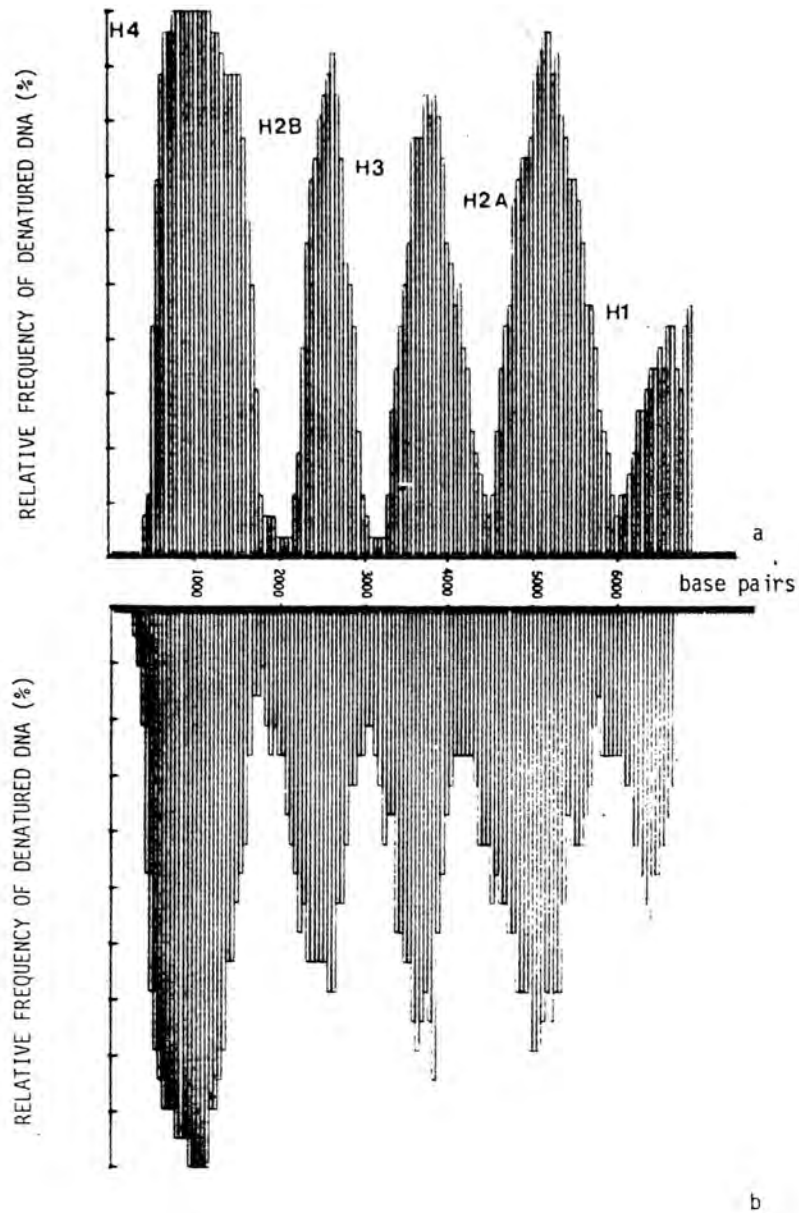 RELATIVE FREQUENCY OF DENATURED DNA (%)
H4
H2B
H3
H2A
H1
a
1000
2000
3000
4000
5000
6000
base pairs
RELATIVE FREQUENCY OF DENATURED DNA (%)
b